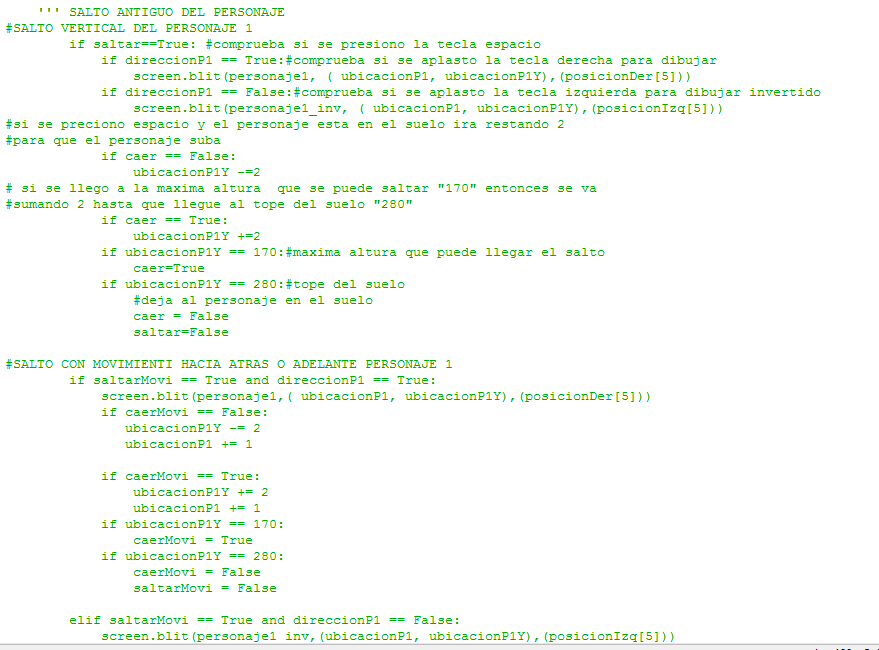 ''' SALTO ANTIGUO DEL PERSONAJE
#SALTO VERTICAL DEL PERSONAJE 1
if saltar==True: #comprueba si se presiono la tecla espacio
if direccionP1 == True:#comprueba si se aplasto la tecla derecha para dibujar
screen.blit(personaje1, ( ubicacionP1, ubicacionP1Y),(posicionDer[5]))
if direccionP1 == False:#comprueba si se aplasto la tecla izquierda para dibujar invertido
screen.blit(personaje1_inv, ( ubicacionP1, ubicacionP1Y),(posicionIzq[5]))
#si se preciono espacio y el personaje esta en el suelo ira restando 2
#para que el personaje suba
if caer == False:
ubicacionP1Y -=2
# si se llego a la maxima altura  que se puede saltar "170" entonces se va
#sumando 2 hasta que llegue al tope del suelo "280"
if caer == True:
ubicacionP1Y +=2
if ubicacionP1Y == 170:#maxima altura que puede llegar el salto
caer=True
if ubicacionP1Y == 280:#tope del suelo
#deja al personaje en el suelo
caer = False
saltar=False
#SALTO CON MOVIMIENTI HACIA ATRAS O ADELANTE PERSONAJE 1
if saltarMovi == True and direccionP1 == True:
screen.blit(personaje1,( ubicacionP1, ubicacionP1Y),(posicionDer[5]))
if caerMovi == False:
ubicacionP1Y -= 2
ubicacionP1 += 1
if caerMovi == True:
ubicacionP1Y += 2
ubicacionP1 += 1
if ubicacionP1Y == 170:
caerMovi = True
if ubicacionP1Y == 280:
caerMovi = False
saltarMovi = False
elif saltarMovi == True and direccionP1 == False:
screen.blit(personaje1_inv,(ubicacionP1, ubicacionP1Y),(posicionIzq[5]))